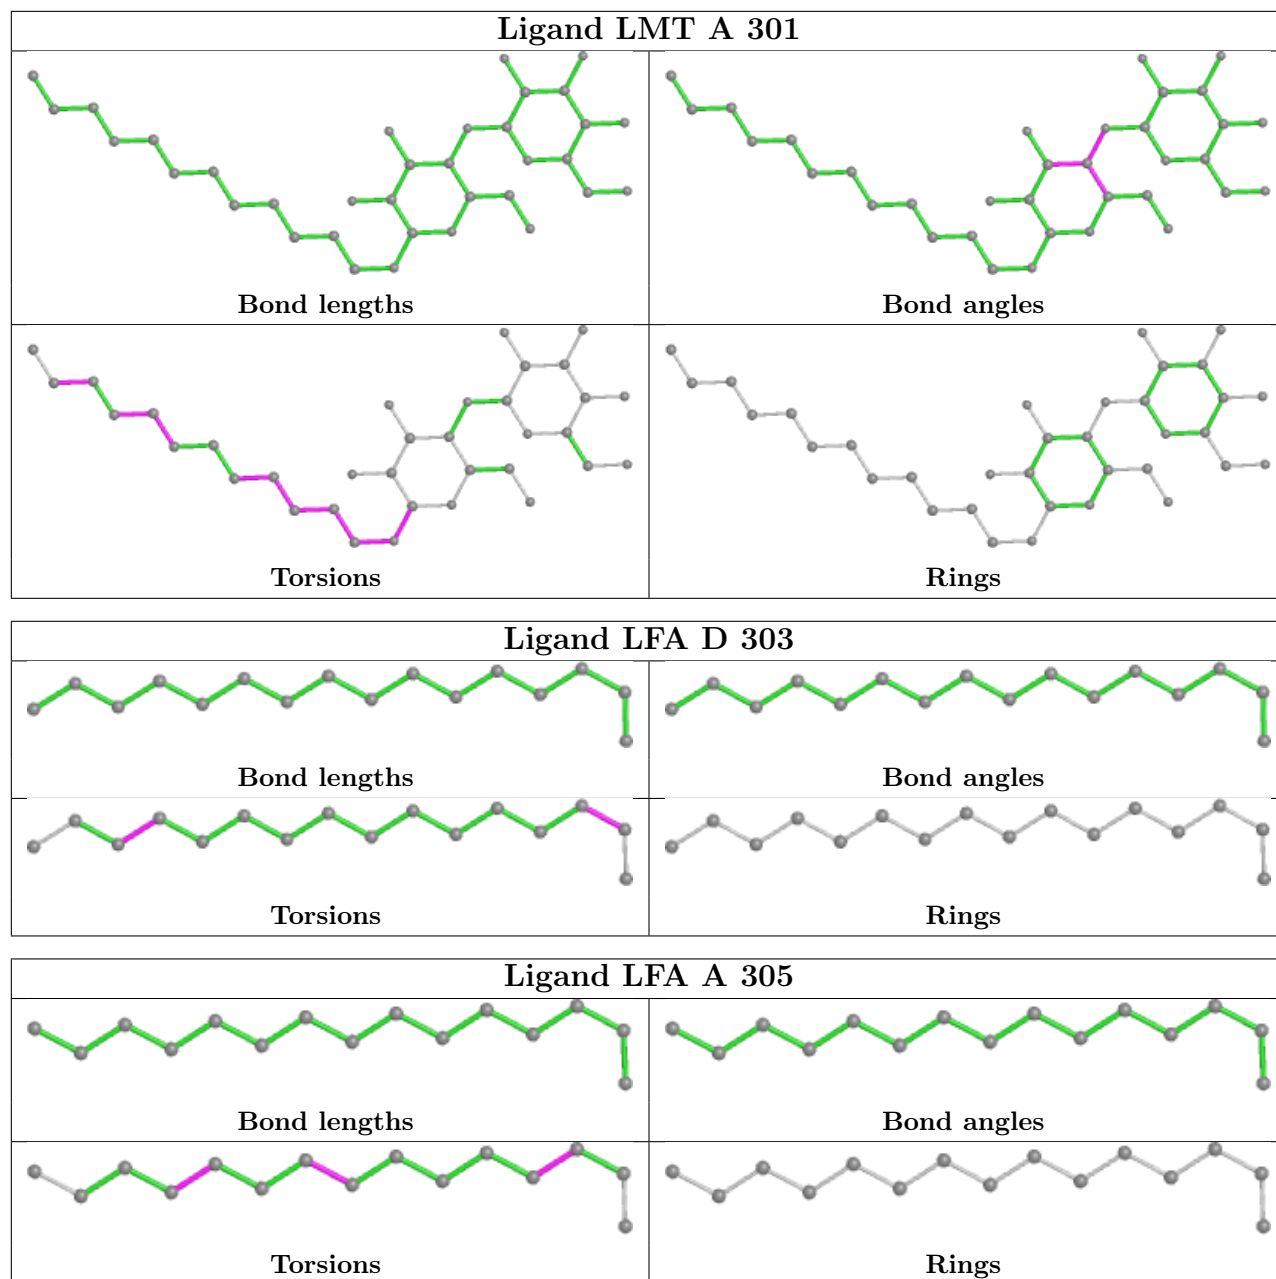 Ligand LMT A 301
Bond lengths
Bond angles
Torsions
Rings
Ligand LFA D 303
Bond lengths
Bond angles
Torsions
Rings
Ligand LFA A 305
Bond lengths
Bond angles
Torsions
Rings